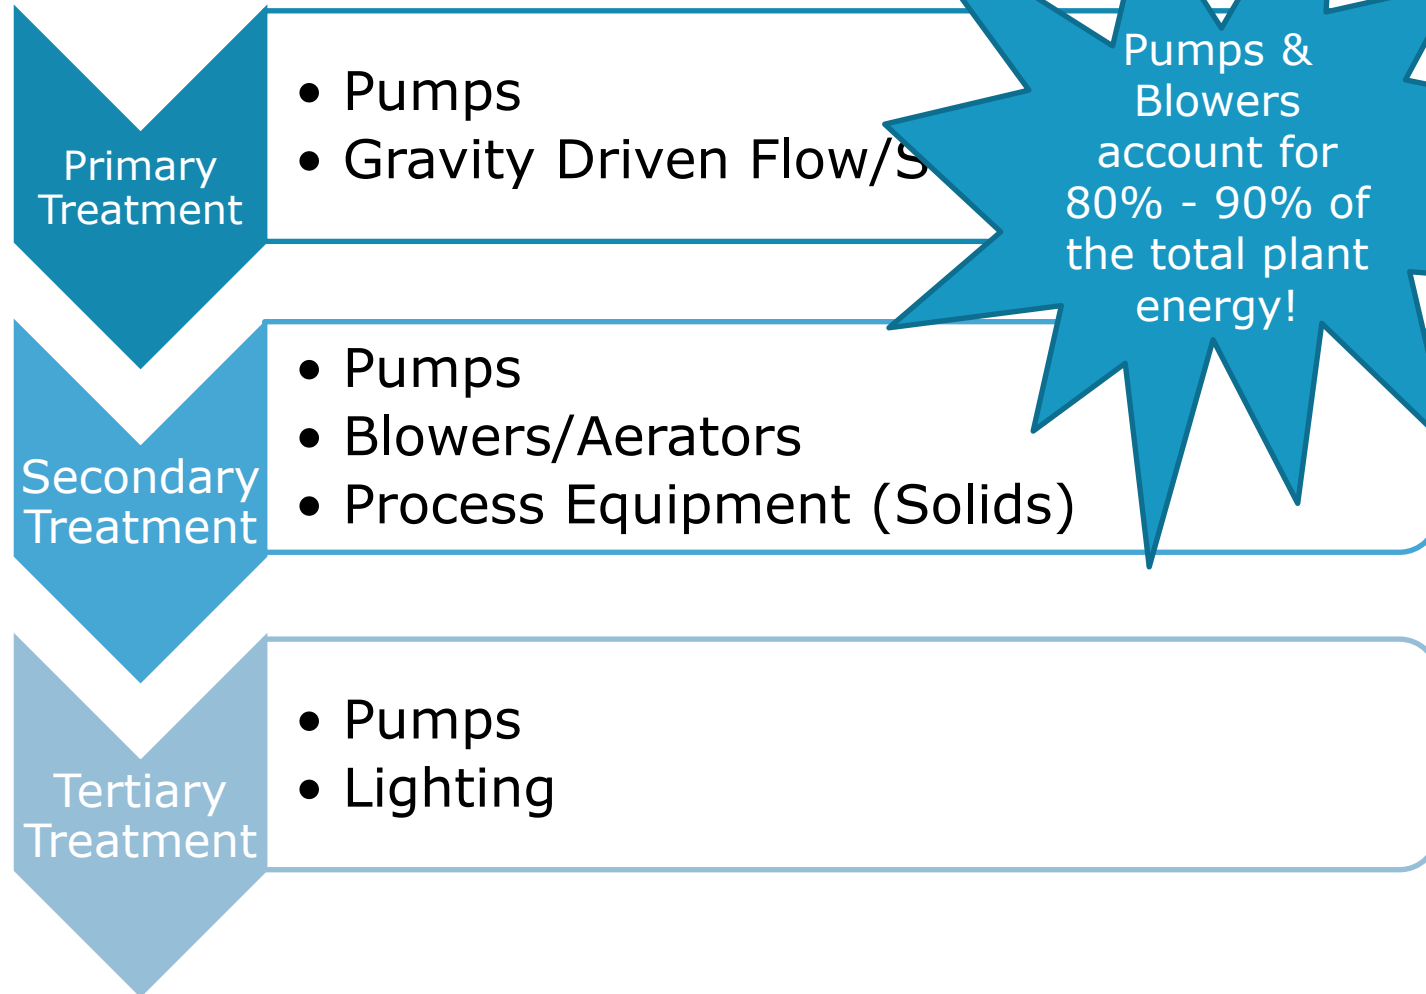 Primary
Treatment
• Pumps
• Gravity Driven Flow/
Pumps &
Blowers
account for
80% - 90% of
the total plant
energy!
Secondary
Treatment
• Pumps
• Blowers/Aerators
• Process Equipment (Solids)
Tertiary
Treatment
• Pumps
• Lighting